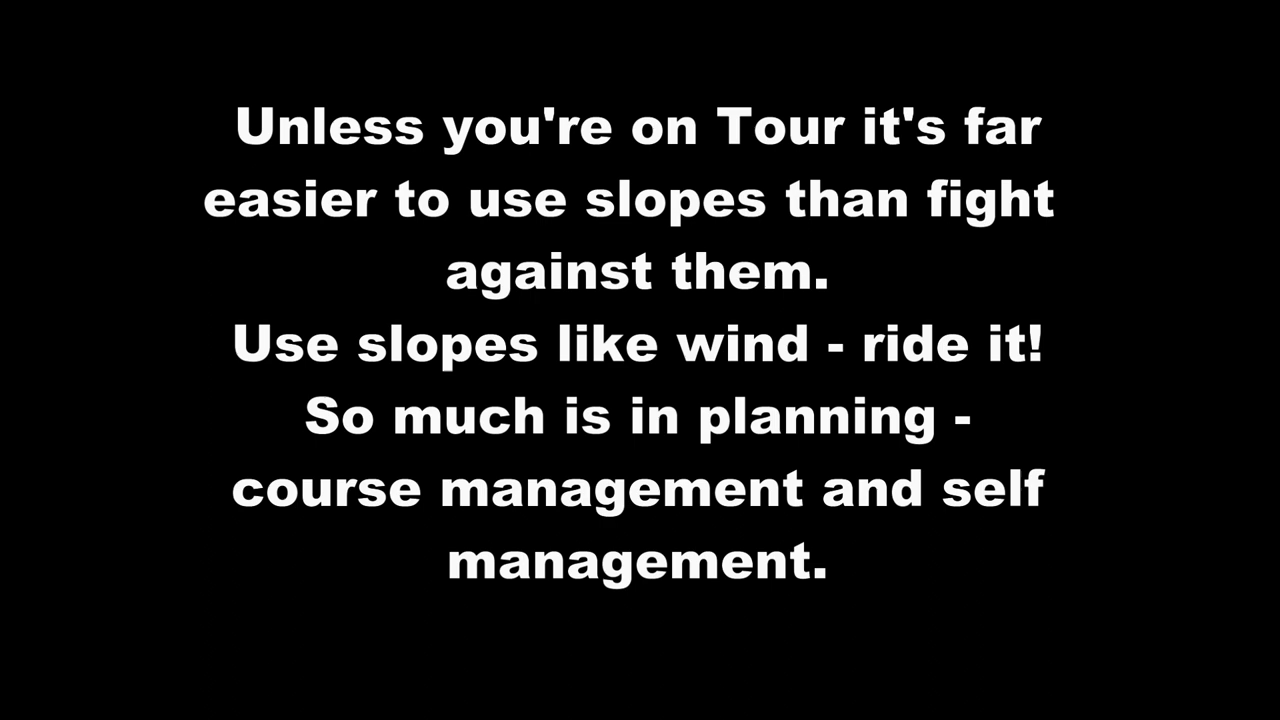 Unless you're on Tour it's far
easier to use slopes than fight
against them.
Use slopes like wind - ride it!
So much is in planning -
course management and self
management.